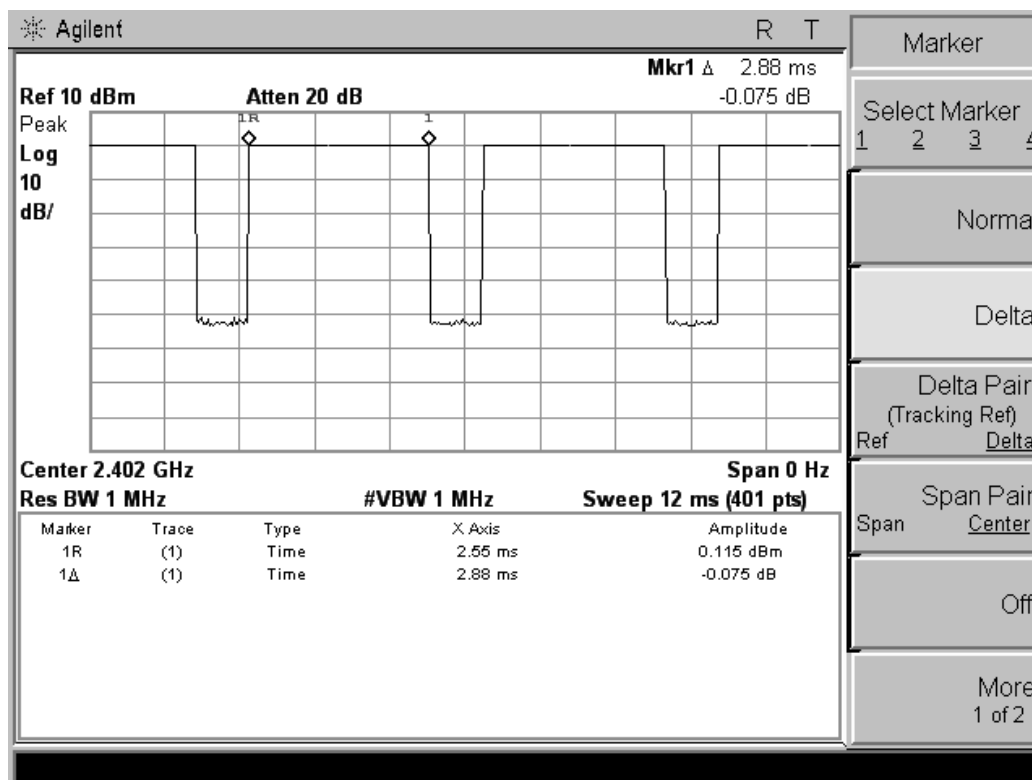 Agilent R T
Mkr1 Δ 2.88 ms
Ref 10 dBm Atten 20 dB -0.075 dB
Peak
Log
10
dB/
1R 1
Center 2.402 GHz Span 0 Hz
Res BW 1 MHz #VBW 1 MHz Sweep 12 ms (401 pts)
Marker Trace Type X Axis Amplitude
1R (1) Time 2.55 ms 0.115 dBm
1Δ (1) Time 2.88 ms -0.075 dB
Marker
Select Marker
1 2 3 4
Norma
Delta
Delta Pair
(Tracking Ref)
Ref Delta
Span Pair
Span Center
Off
More
1 of 2